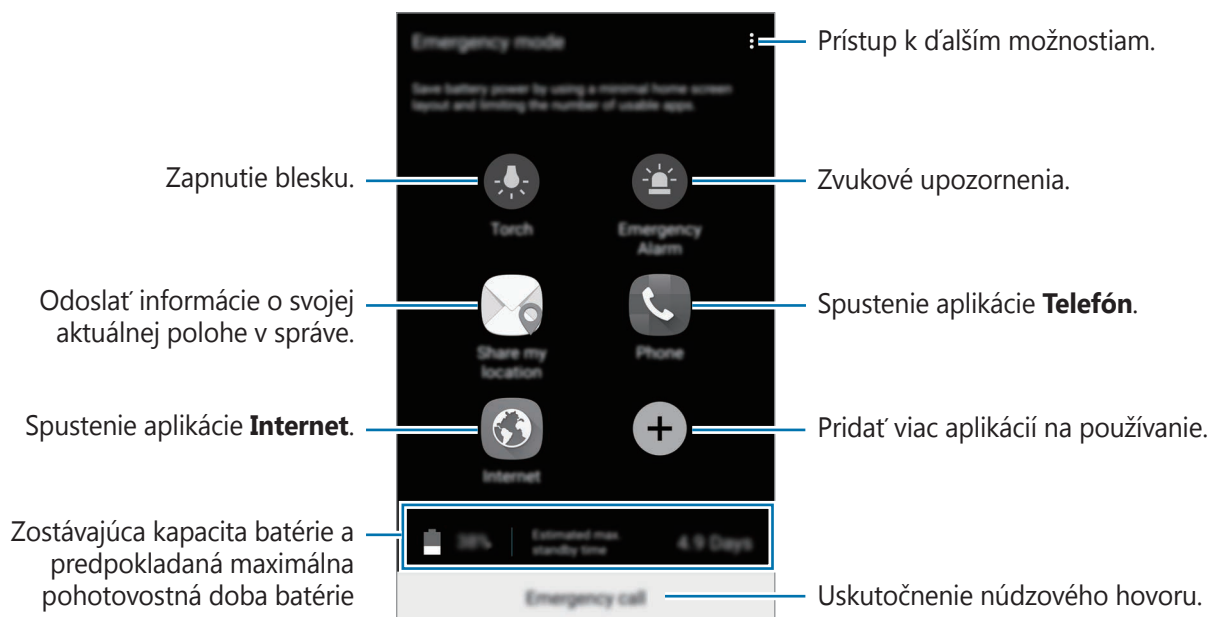 Emergency mode
Prístup k ďalším možnostiam.
Save battery power by using a minimal home screen
layout and limiting the number of usable apps.
Zapnutie blesku.
Torch
Zvukové upozornenia.
Emergency
Alarm
Odoslať informácie o svojej
aktuálnej polohe v správe.
Share my
location
Spustenie aplikácie Telefón.
Phone
Spustenie aplikácie Internet.
Internet
Pridať viac aplikácií na používanie.
Zostávajúca kapacita batérie a
predpokladaná maximálna
pohotovostná doba batérie
38%
Estimated max.
standby time
4.9 Days
Emergency call
Uskutočnenie núdzového hovoru.